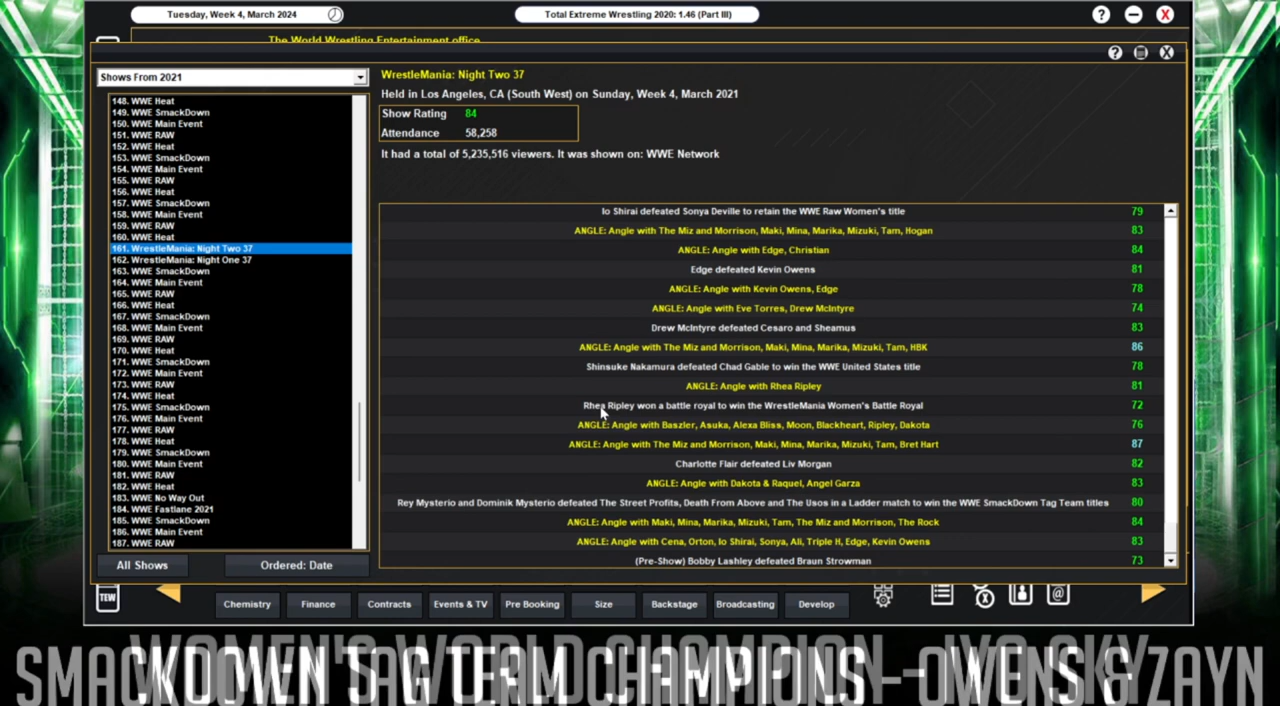 Tuesday, Week 4, March 2024
Total Extreme Wrestling 2020: 1.46 (Part III)
? X
The World Wrestling Entertainment office
? X
Shows From 2021
148. WWE Heat
149. WWE SmackDown
150. WWE Main Event
151. WWE RAW
152. WWE Heat
153. WWE SmackDown
154. WWE Main Event
155. WWE RAW
156. WWE Heat
157. WWE SmackDown
158. WWE Main Event
159. WWE RAW
160. WWE Heat
161. WrestleMania: Night Two 37
162. WrestleMania: Night One 37
163. WWE SmackDown
164. WWE Main Event
165. WWE RAW
166. WWE Heat
167. WWE SmackDown
168. WWE Main Event
169. WWE RAW
170. WWE Heat
171. WWE SmackDown
172. WWE Main Event
173. WWE RAW
174. WWE Heat
175. WWE SmackDown
176. WWE Main Event
177. WWE RAW
178. WWE Heat
179. WWE SmackDown
180. WWE Main Event
181. WWE RAW
182. WWE Heat
183. WWE No Way Out
184. WWE Fastlane 2021
185. WWE SmackDown
186. WWE Main Event
187. WWE RAW
All Shows
Ordered: Date
WrestleMania: Night Two 37
Held in Los Angeles, CA (South West) on Sunday, Week 4, March 2021
Show Rating 84
Attendance 58,258
It had a total of 5,235,516 viewers. It was shown on: WWE Network
Io Shirai defeated Sonya Deville to retain the WWE Raw Women's title 79
ANGLE: Angle with The Miz and Morrison, Maki, Mina, Marika, Mizuki, Tam, Hogan 83
ANGLE: Angle with Edge, Christian 84
Edge defeated Kevin Owens 81
ANGLE: Angle with Kevin Owens, Edge 78
ANGLE: Angle with Eve Torres, Drew McIntyre 74
Drew McIntyre defeated Cesaro and Sheamus 83
ANGLE: Angle with The Miz and Morrison, Maki, Mina, Marika, Mizuki, Tam, HBK 86
Shinsuke Nakamura defeated Chad Gable to win the WWE United States title 78
ANGLE: Angle with Rhea Ripley 81
Rhea Ripley won a battle royal to win the WrestleMania Women's Battle Royal 72
ANGLE: Angle with Baszler, Asuka, Alexa Bliss, Moon, Blackheart, Ripley, Dakota 76
ANGLE: Angle with The Miz and Morrison, Maki, Mina, Marika, Mizuki, Tam, Bret Hart 87
Charlotte Flair defeated Liv Morgan 82
ANGLE: Angle with Dakota & Raquel, Angel Garza 83
Rey Mysterio and Dominik Mysterio defeated The Street Profits, Death From Above and The Usos in a Ladder match to win the WWE SmackDown Tag Team titles 80
ANGLE: Angle with Maki, Mina, Marika, Mizuki, Tam, The Miz and Morrison, The Rock 84
ANGLE: Angle with Cena, Orton, Io Shirai, Sonya, Ali, Triple H, Edge, Kevin Owens 83
(Pre-Show) Bobby Lashley defeated Braun Strowman 73
TEW
Chemistry
Finance
Contracts
Events & TV
Pre Booking
Size
Backstage
Broadcasting
Develop
X @